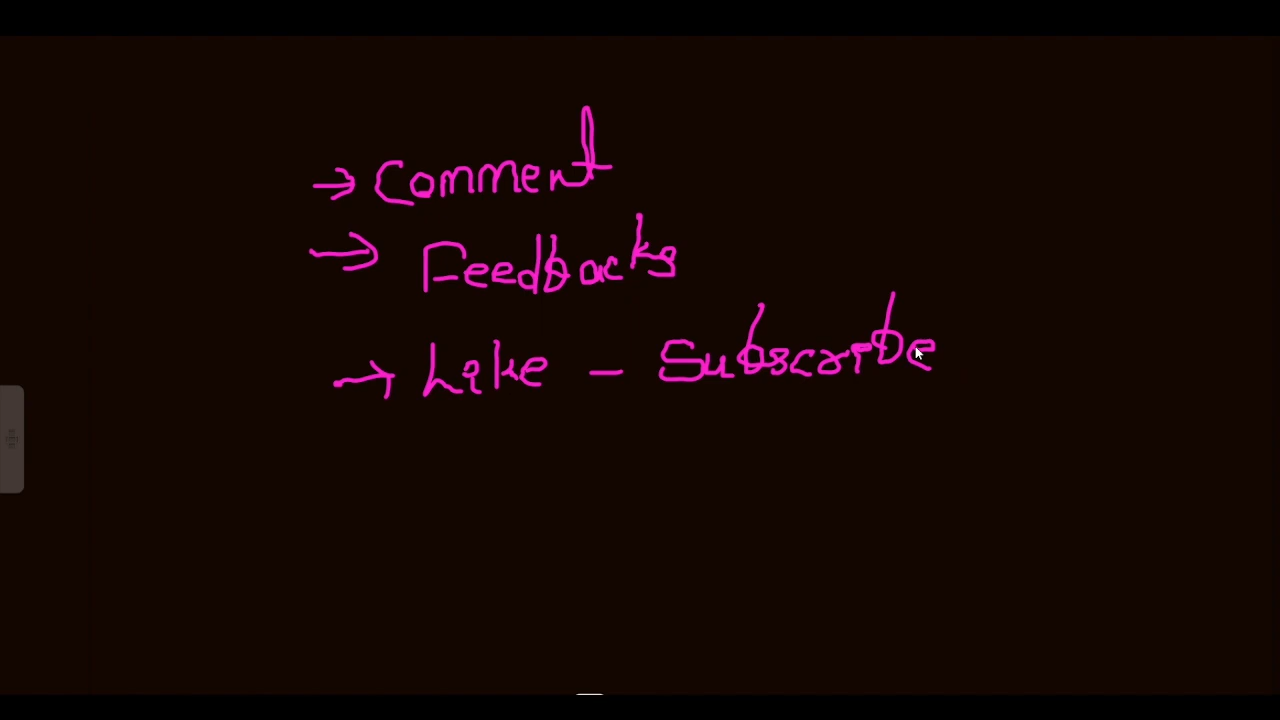 → Comment
→ Feedbacks
→ Like - Subscribe